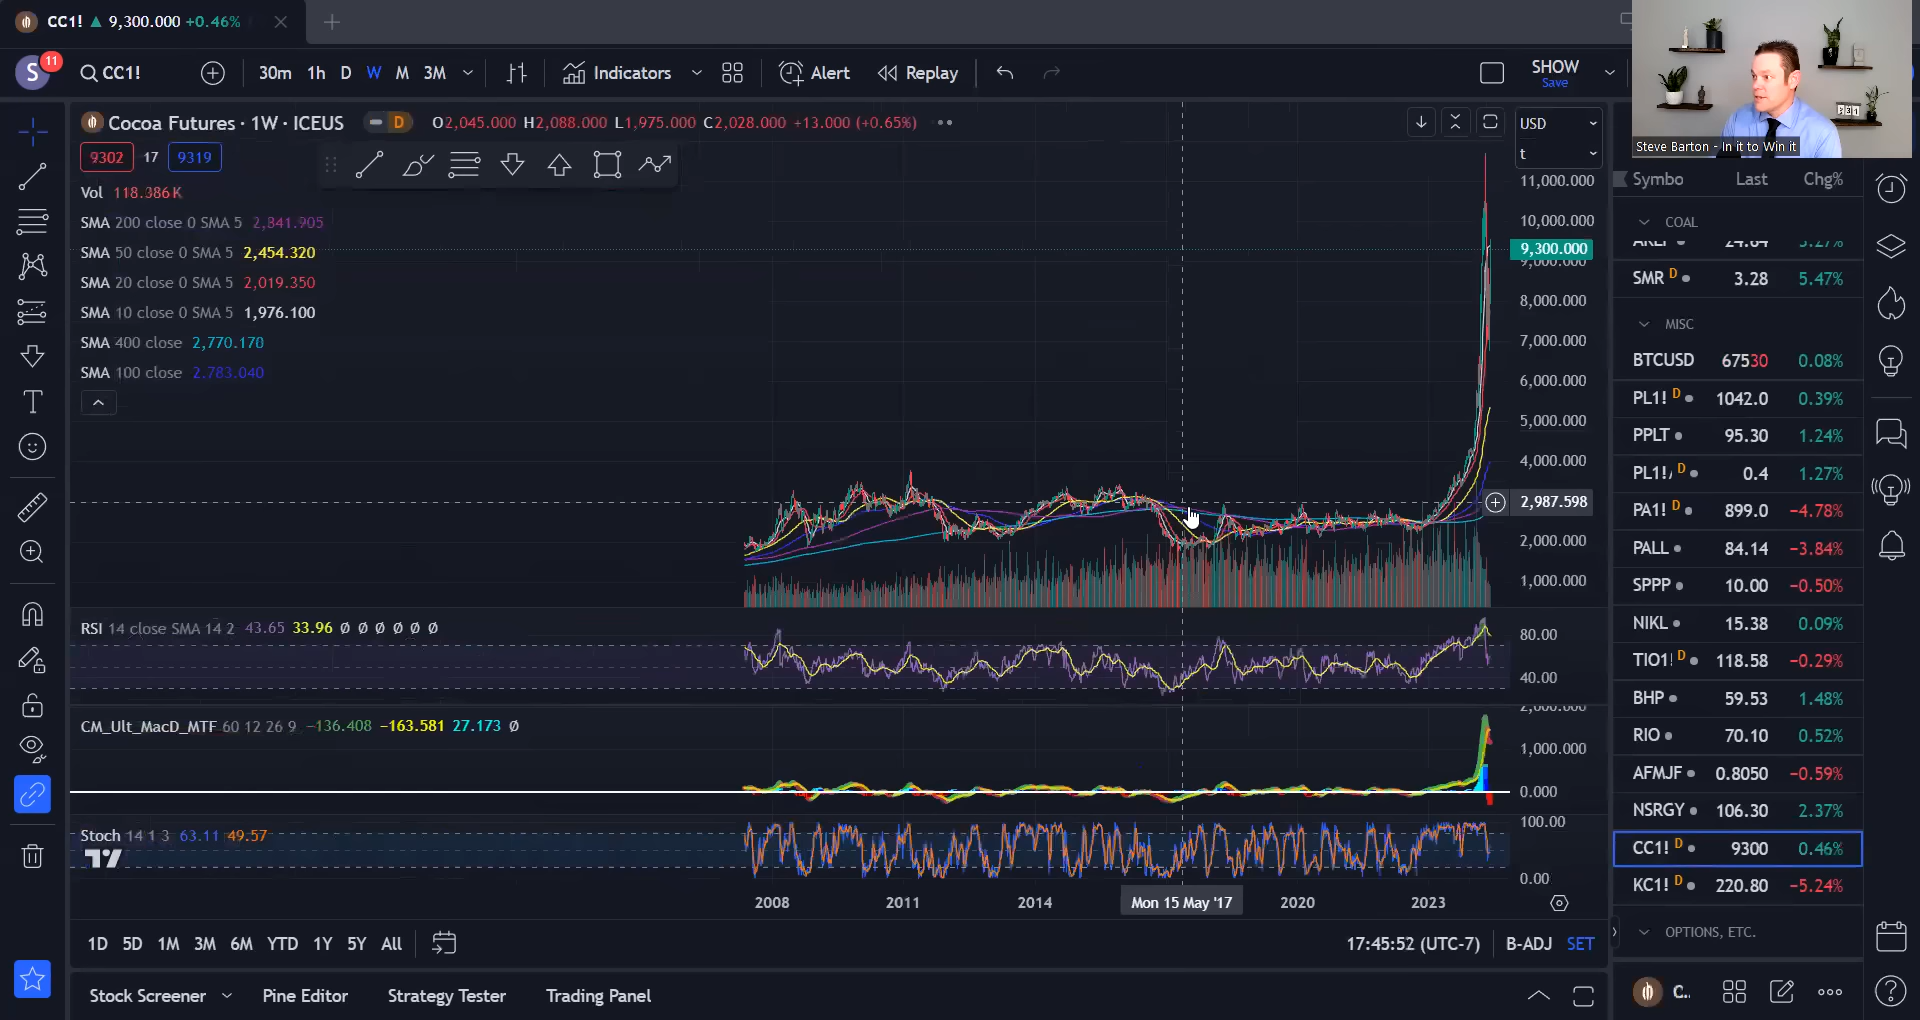 CC1! ▲ 9,300.000 +0.46%
S 11 CC1! 30m 1h D W M 3M Indicators Alert Replay SHOW
Save
Cocoa Futures · 1W · ICEUS D O2,045.000 H2,088.000 L1,975.000 C2,028.000 +13.000 (+0.65%)
9302 17 9319
Vol 118.386K
SMA 200 close 0 SMA 5 2,841.905
SMA 50 close 0 SMA 5 2,454.320
SMA 20 close 0 SMA 5 2,019.350
SMA 10 close 0 SMA 5 1,976.100
SMA 400 close 2,770.170
SMA 100 close 2.783.040
USD
t
11,000.000
10,000.000
9,300.000
9,000.000
8,000.000
7,000.000
6,000.000
5,000.000
4,000.000
2,987.598
2,000.000
1,000.000
RSI 14 close SMA 14 2 43.65 33.96 Ø Ø Ø Ø Ø Ø
80.00
40.00
CM_Ult_MacD_MTF 60 12 26 9 −136.408 −163.581 27.173 Ø
2,000.000
1,000.000
0.000
Stoch 14 1 3 63.11 49.57
100.00
0.00
2008 2011 2014 Mon 15 May '17 2020 2023
1D 5D 1M 3M 6M YTD 1Y 5Y All 17:45:52 (UTC-7) B-ADJ SET
Stock Screener Pine Editor Strategy Tester Trading Panel
Steve Barton - In it to Win it
Symbo Last Chg%
COAL
SMR D 3.28 5.47%
MISC
BTCUSD 67530 0.08%
PL1! D 1042.0 0.39%
PPLT 95.30 1.24%
PL1!/ D 0.4 1.27%
PA1! D 899.0 −4.78%
PALL 84.14 −3.84%
SPPP 10.00 −0.50%
NIKL 15.38 0.09%
TIO1! D 118.58 −0.29%
BHP 59.53 1.48%
RIO 70.10 0.52%
AFMJF 0.8050 −0.59%
NSRGY 106.30 2.37%
CC1! D 9300 0.46%
KC1! D 220.80 −5.24%
OPTIONS, ETC.
C..